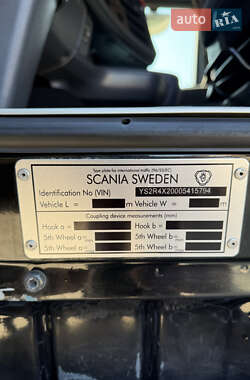 AUTO.RIA
Type plate for international traffic (96/53/EC)
SCANIA SWEDEN
Identification No (VIN) YS2R4X20005415794
Vehicle L = m Vehicle W = m
Coupling device measurements (mm)
Hook a = Hook b =
5th Wheel a = 5th Wheel b =
5th Wheel a = 5th Wheel b =